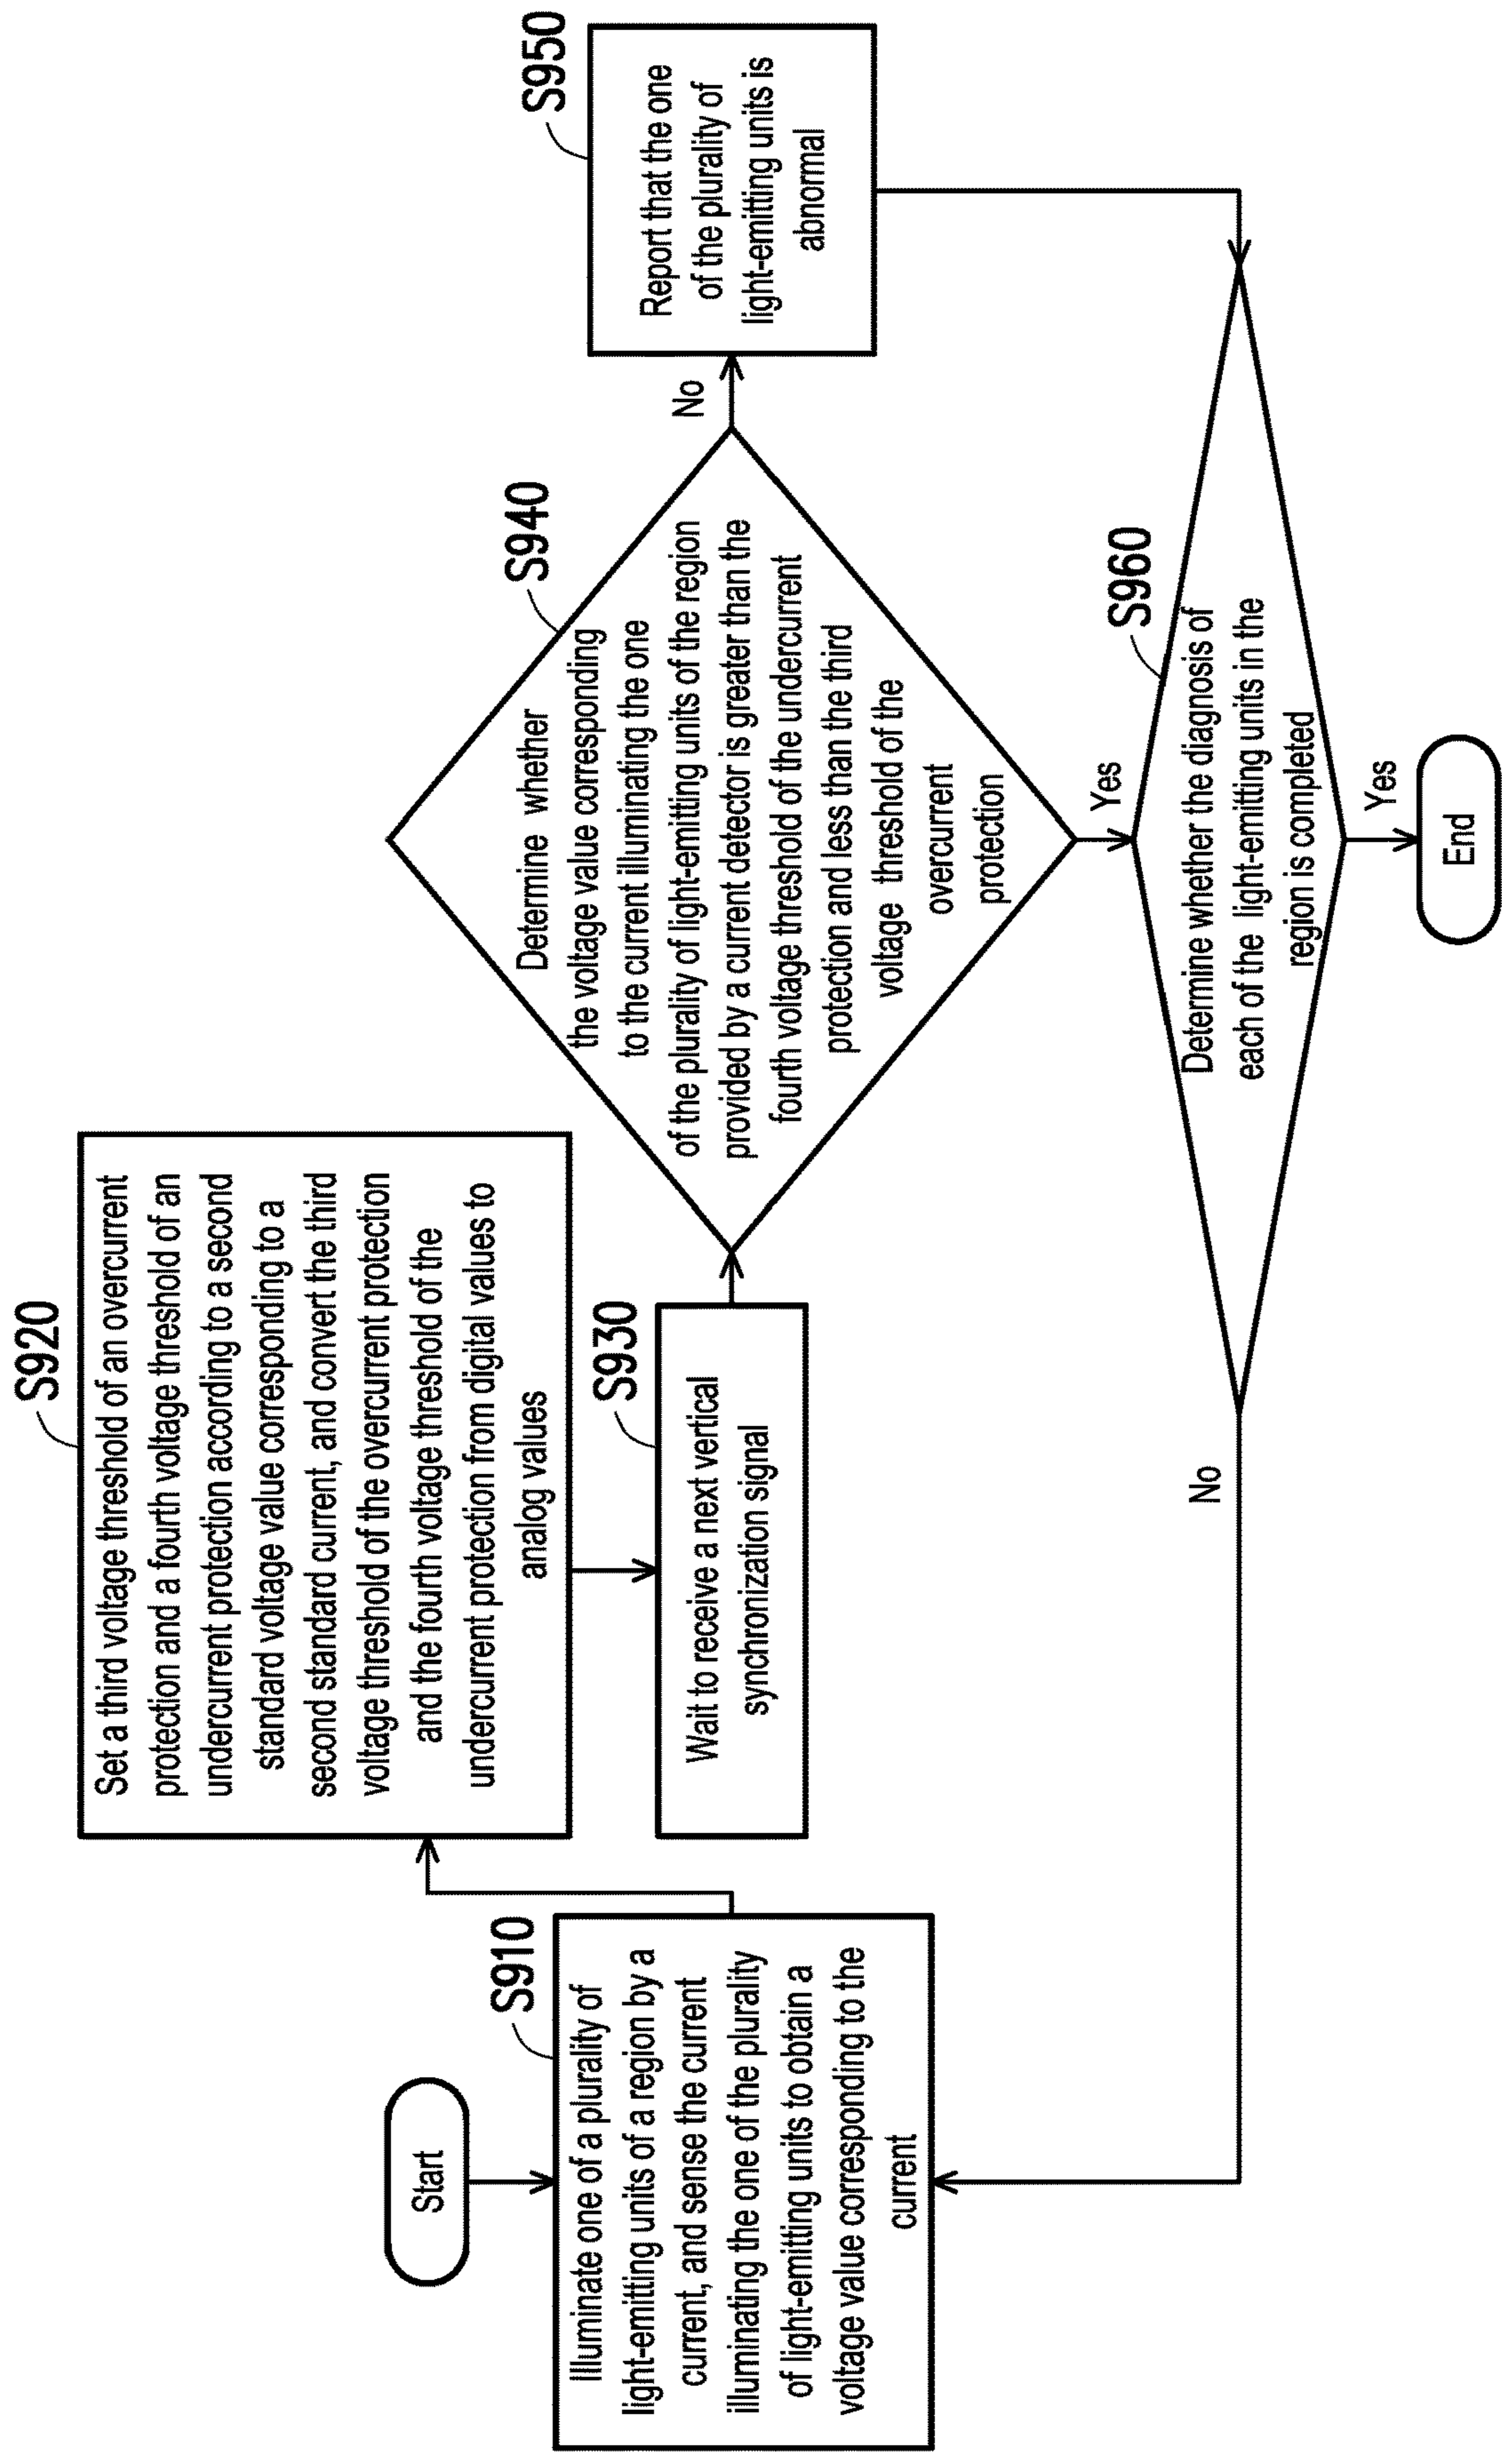 Start
S910
Illuminate one of a plurality of
light-emitting units of a region by a
current, and sense the current
illuminating the one of the plurality
of light-emitting units to obtain a
voltage value corresponding to the
current
S920
Set a third voltage threshold of an overcurrent
protection and a fourth voltage threshold of an
undercurrent protection according to a second
standard voltage value corresponding to a
second standard current, and convert the third
voltage threshold of the overcurrent protection
and the fourth voltage threshold of the
undercurrent protection from digital values to
analog values
S930
Wait to receive a next vertical
synchronization signal
S940
Determine whether
the voltage value corresponding
to the current illuminating the one
of the plurality of light-emitting units of the region
provided by a current detector is greater than the
fourth voltage threshold of the undercurrent
protection and less than the third
voltage threshold of the
overcurrent
protection
No
S950
Report that the one
of the plurality of
light-emitting units is
abnormal
Yes
S960
Determine whether the diagnosis of
each of the light-emitting units in the
region is completed
No
Yes
End